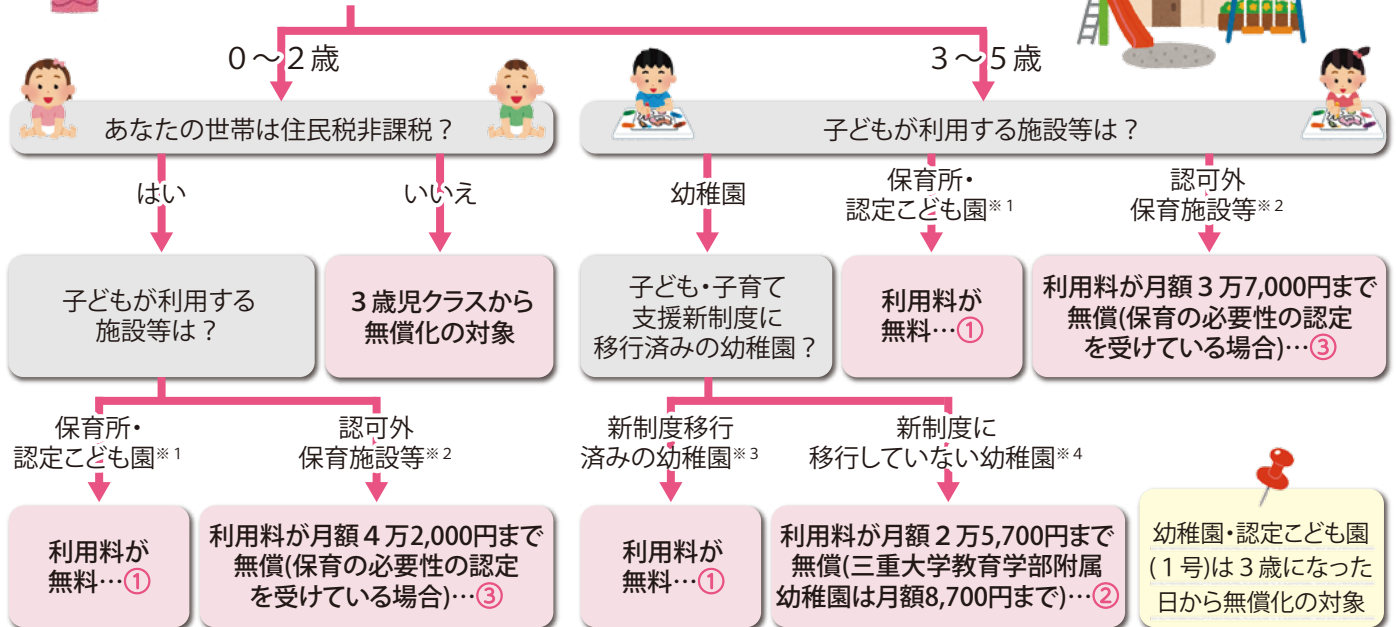 0～2歳
3～5歳
あなたの世帯は住民税非課税？
子どもが利用する施設等は？
はい
いいえ
幼稚園
保育所・
認定こども園※1
認可外
保育施設等※2
子どもが利用する
施設等は？
3歳児クラスから
無償化の対象
子ども・子育て
支援新制度に
移行済みの幼稚園？
利用料が
無料…①
利用料が月額3万7,000円まで
無償(保育の必要性の認定
を受けている場合)…③
保育所・
認定こども園※1
認可外
保育施設等※2
新制度移行
済みの幼稚園※3
新制度に
移行していない幼稚園※4
利用料が
無料…①
利用料が月額4万2,000円まで
無償(保育の必要性の認定
を受けている場合)…③
利用料が
無料…①
利用料が月額2万5,700円まで
無償(三重大学教育学部附属
幼稚園は月額8,700円まで)…②
幼稚園・認定こども園
(1号)は3歳になった
日から無償化の対象